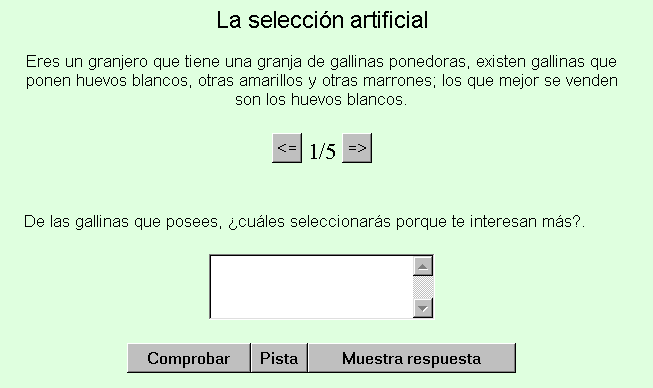 La selección artificial
Eres un granjero que tiene una granja de gallinas ponedoras, existen gallinas que
ponen huevos blancos, otras amarillos y otras marrones; los que mejor se venden
son los huevos blancos.
<= 1/5 =>
De las gallinas que posees, ¿cuáles seleccionarás porque te interesan más?.
Comprobar Pista Muestra respuesta